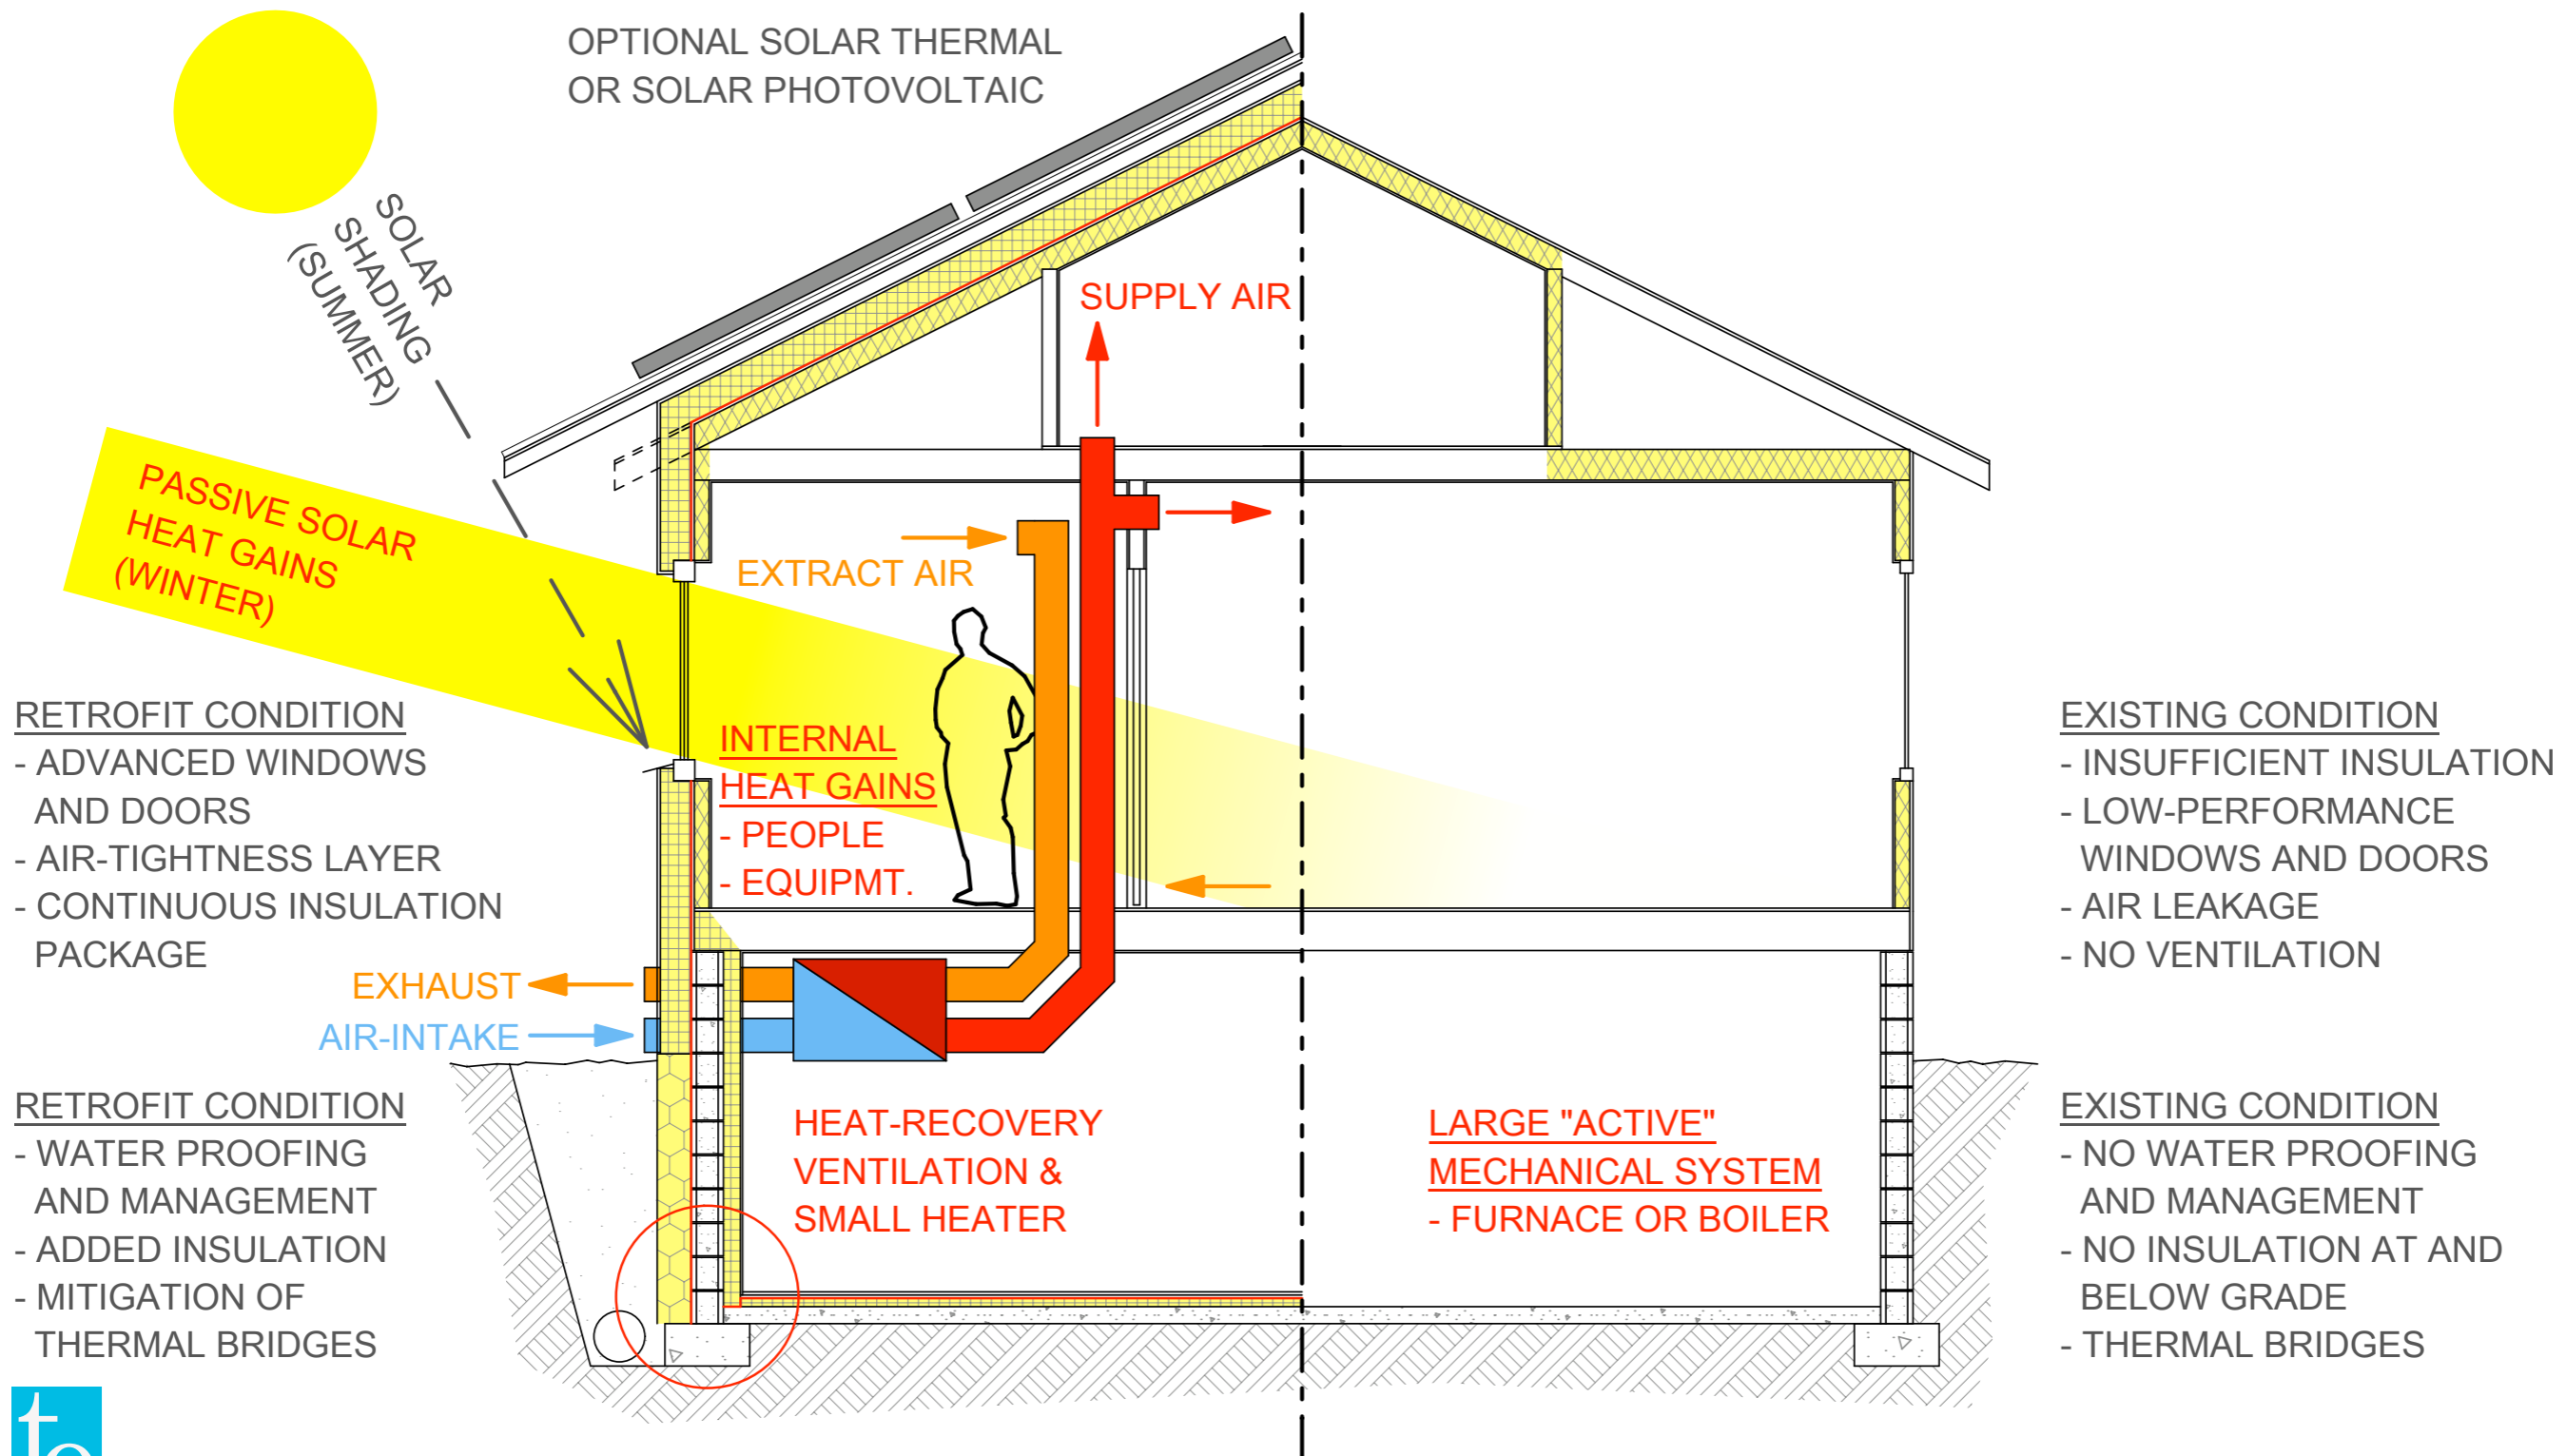 OPTIONAL SOLAR THERMAL
OR SOLAR PHOTOVOLTAIC
SOLAR
SHADING
(SUMMER)
SUPPLY AIR
PASSIVE SOLAR
HEAT GAINS
(WINTER)
EXTRACT AIR
RETROFIT CONDITION
- ADVANCED WINDOWS
AND DOORS
- AIR-TIGHTNESS LAYER
- CONTINUOUS INSULATION
PACKAGE
INTERNAL
HEAT GAINS
- PEOPLE
- EQUIPMT.
EXISTING CONDITION
- INSUFFICIENT INSULATION
- LOW-PERFORMANCE
WINDOWS AND DOORS
- AIR LEAKAGE
- NO VENTILATION
EXHAUST
AIR-INTAKE
RETROFIT CONDITION
- WATER PROOFING
AND MANAGEMENT
- ADDED INSULATION
- MITIGATION OF
THERMAL BRIDGES
HEAT-RECOVERY
VENTILATION &
SMALL HEATER
LARGE "ACTIVE"
MECHANICAL SYSTEM
- FURNACE OR BOILER
EXISTING CONDITION
- NO WATER PROOFING
AND MANAGEMENT
- NO INSULATION AT AND
BELOW GRADE
- THERMAL BRIDGES